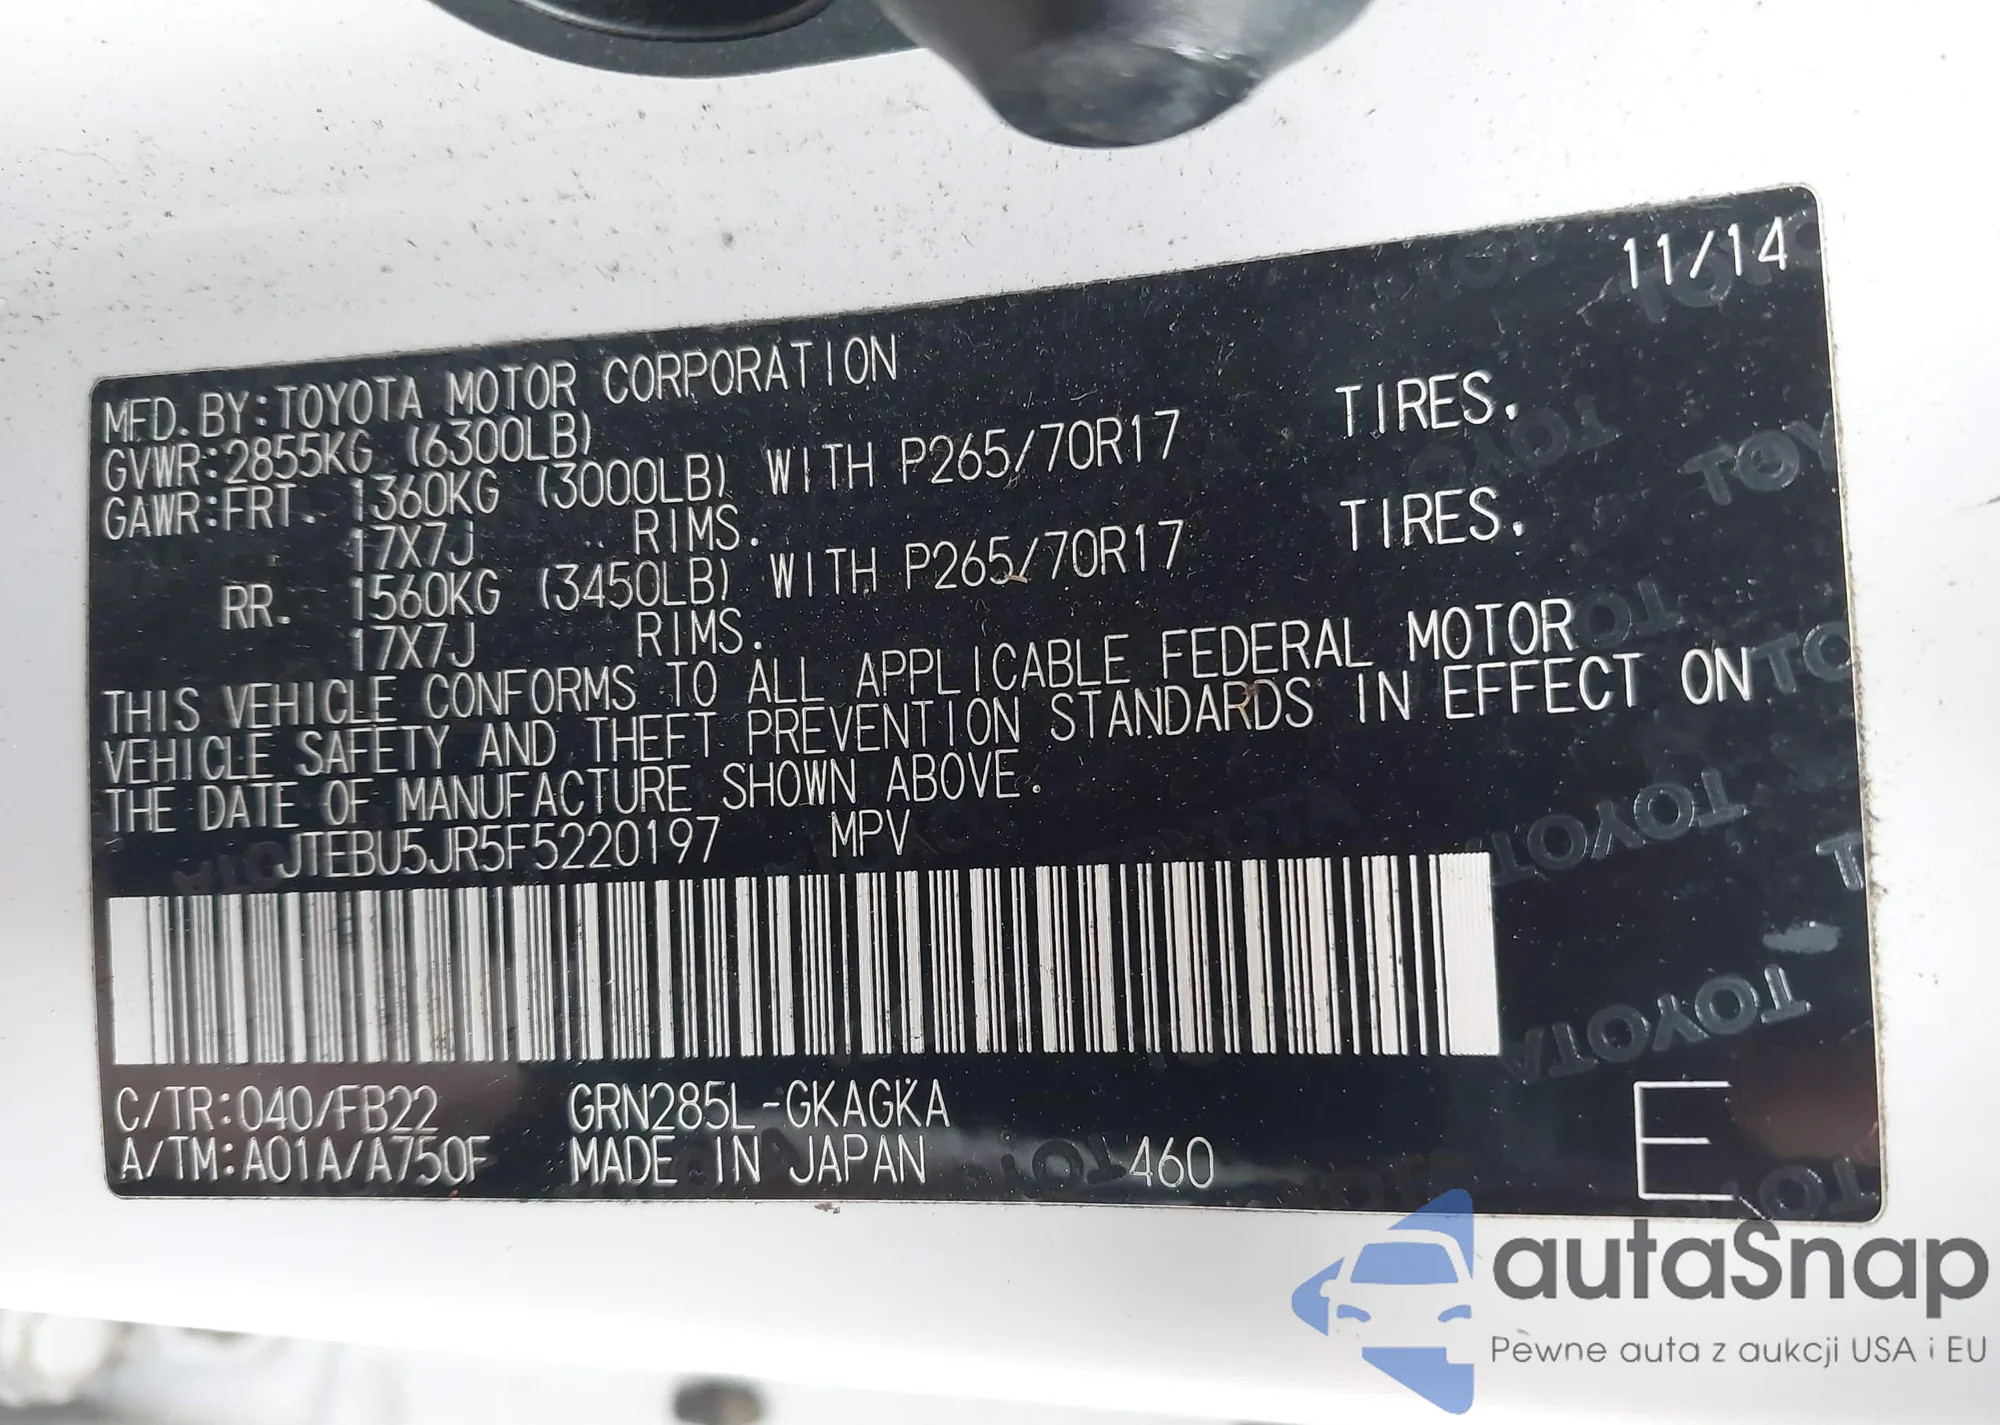 11/14
MFD. BY:TOYOTA MOTOR CORPORATION
GVWR:2855KG (6300LB)
GAWR:FRT. 1360KG (3000LB) WITH P265/70R17 TIRES.
17X7J RIMS.
RR. 1560KG (3450LB) WITH P265/70R17 TIRES.
17X7J RIMS.
THIS VEHICLE CONFORMS TO ALL APPLICABLE FEDERAL MOTOR
VEHICLE SAFETY AND THEFT PREVENTION STANDARDS IN EFFECT ON
THE DATE OF MANUFACTURE SHOWN ABOVE.
JTEBU5JR5F5220197 MPV
C/TR:040/FB22 GRN285L-GKAGKA
A/TM:A01A/A750F MADE IN JAPAN 460 E
autaSnap
Pewne auta z aukcji USA i EU